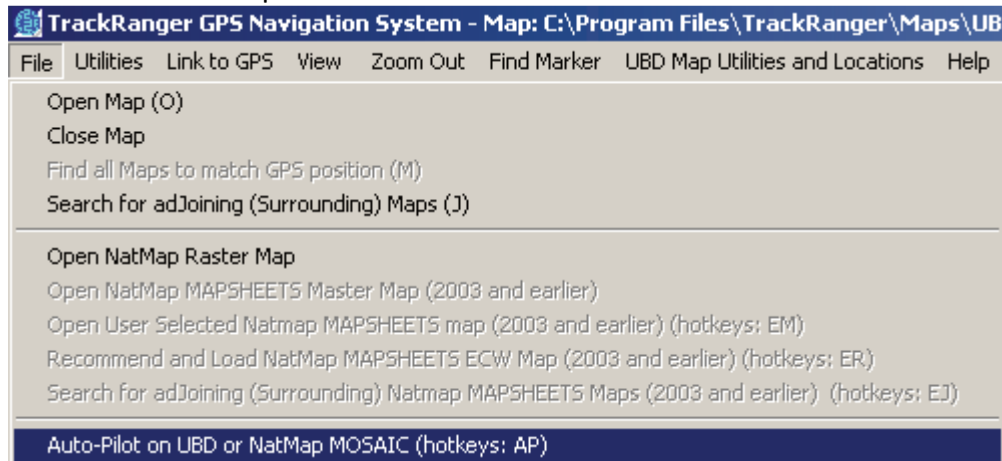 TrackRanger GPS Navigation System - Map: C:\Program Files\TrackRanger\Maps\UB
File Utilities Link to GPS View Zoom Out Find Marker UBD Map Utilities and Locations Help
Open Map (O)
Close Map
Find all Maps to match GPS position (M)
Search for adJoining (Surrounding) Maps (J)
Open NatMap Raster Map
Open NatMap MAPSHEETS Master Map (2003 and earlier)
Open User Selected Natmap MAPSHEETS map (2003 and earlier) (hotkeys: EM)
Recommend and Load NatMap MAPSHEETS ECW Map (2003 and earlier) (hotkeys: ER)
Search for adJoining (Surrounding) Natmap MAPSHEETS Maps (2003 and earlier) (hotkeys: EJ)
Auto-Pilot on UBD or NatMap MOSAIC (hotkeys: AP)